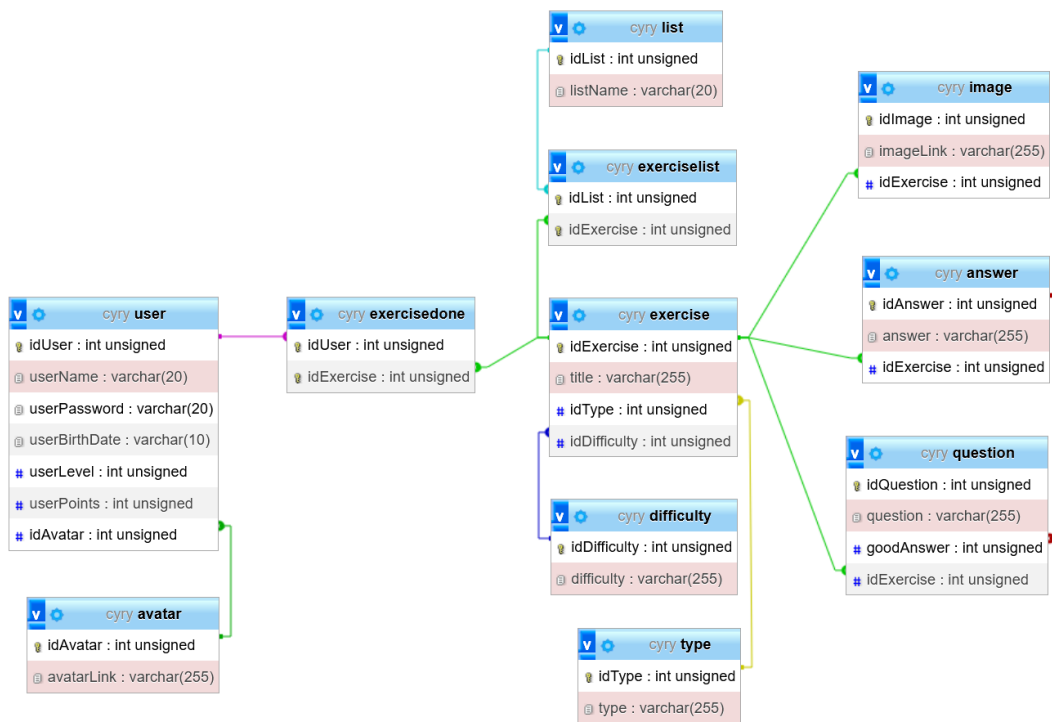 v cyry list
idList : int unsigned
listName : varchar(20)
v cyry exerciselist
idList : int unsigned
idExercise : int unsigned
v cyry user
idUser : int unsigned
userName : varchar(20)
userPassword : varchar(20)
userBirthDate : varchar(10)
# userLevel : int unsigned
# userPoints : int unsigned
# idAvatar : int unsigned
v cyry avatar
idAvatar : int unsigned
avatarLink : varchar(255)
v cyry exercisedone
idUser : int unsigned
idExercise : int unsigned
v cyry exercise
idExercise : int unsigned
title : varchar(255)
# idType : int unsigned
# idDifficulty : int unsigned
v cyry difficulty
idDifficulty : int unsigned
difficulty : varchar(255)
v cyry type
idType : int unsigned
type : varchar(255)
v cyry image
idImage : int unsigned
imageLink : varchar(255)
# idExercise : int unsigned
v cyry answer
idAnswer : int unsigned
answer : varchar(255)
# idExercise : int unsigned
v cyry question
idQuestion : int unsigned
question : varchar(255)
# goodAnswer : int unsigned
# idExercise : int unsigned